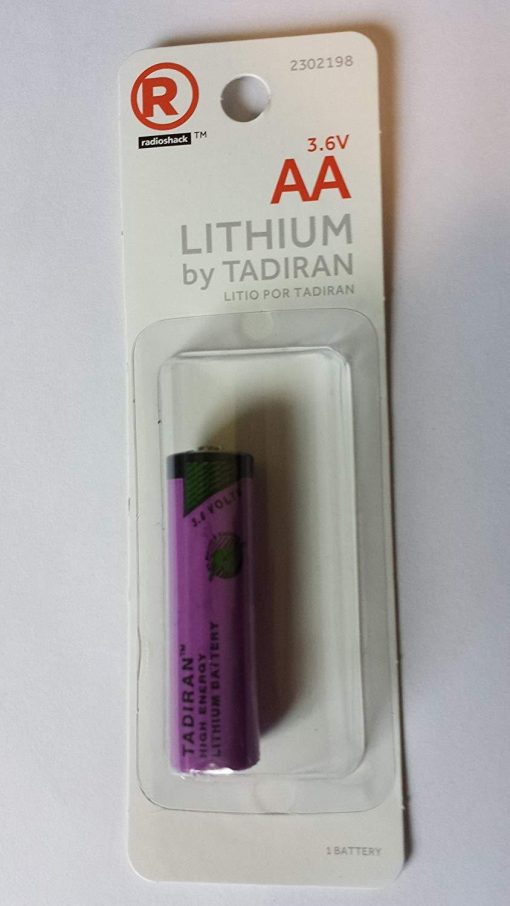 2302198
R
radioshack™
3.6V
AA
LITHIUM
by TADIRAN
LITIO POR TADIRAN
3.6 VOLTS
TADIRAN™
HIGH ENERGY
LITHIUM BATTERY
1 BATTERY